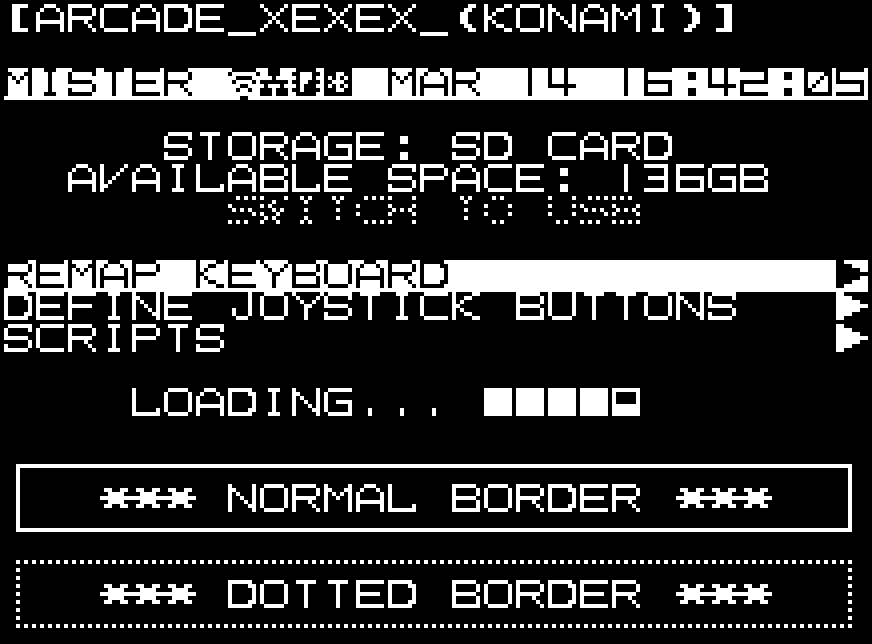 [ARCADE_XEXEX_(KONAMI)]
MISTER MAR 14 16:42:05
STORAGE: SD CARD
AVAILABLE SPACE: 136GB
SWITCH TO USB
REMAP KEYBOARD
DEFINE JOYSTICK BUTTONS
SCRIPTS
LOADING...
*** NORMAL BORDER ***
*** DOTTED BORDER ***